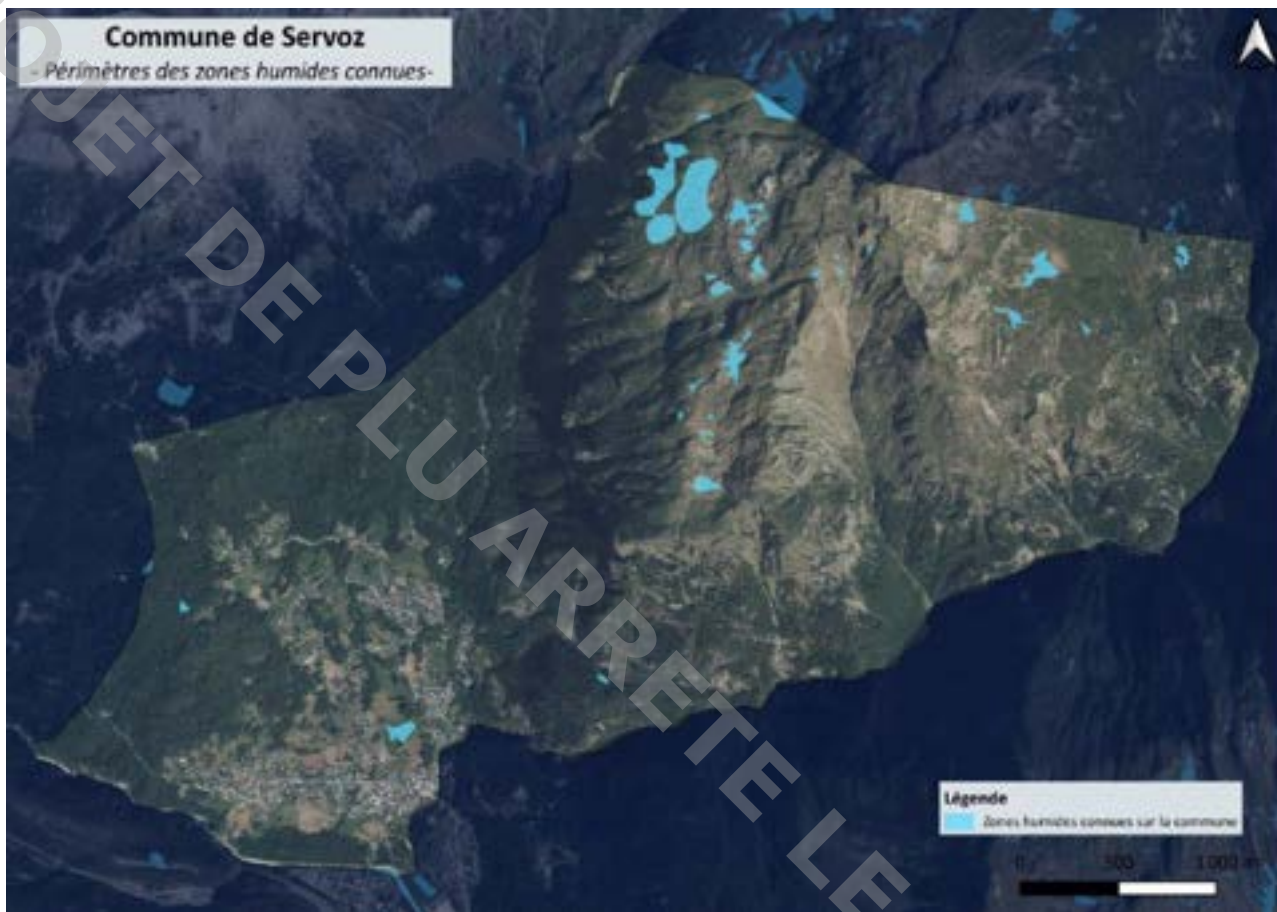 Commune de Servoz
- Périmètres des zones humides connues-
OJET DE PLU ARRETE LE
Légende
Zones humides connues sur la commune
0 500 1 000 m